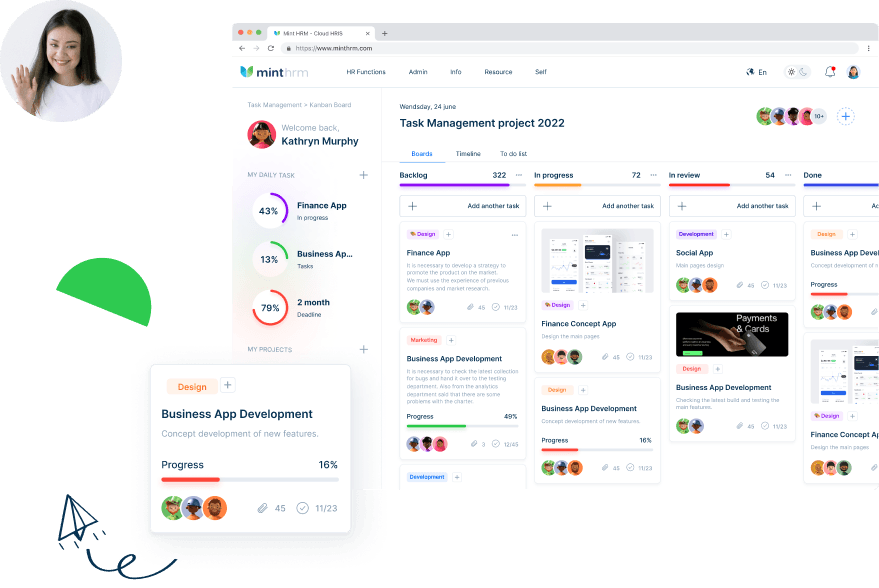 Mint HRM - Cloud HRIS
https://www.minthrm.com
minthrm
HR Functions
Admin
Info
Resource
Self
En
Task Management > Kanban Board
Welcome back,
Kathryn Murphy
MY DAILY TASK
43%
Finance App
In progress
13%
Business Ap...
Tasks
79%
2 month
Deadline
MY PROJECTS
Wendsday, 24 june
Task Management project 2022
10+
Boards
Timeline
To do list
Backlog
322
Add another task
Design
Finance App
It is necessary to develop a strategy to
promote the product on the market.
We must use the experience of previous
companies and market research.
45
11/23
Marketing
Business App Development
It is necessary to check the latest collection
for bugs and hand it over to the testing
department. Also from the analytics
department said that there are some
problems with the charter.
Progress
49%
3
12/45
Development
In progress
72
Add another task
Design
Finance Concept App
Design the main pages
45
11/23
Design
Business App Development
Concept development of new features.
Progress
16%
45
11/23
In review
54
Add another task
Development
Social App
Main pages design
45
11/23
Payments
& Cards
Design
Business App Development
Checking the latest build and testing the
main features.
45
11/23
Done
Ad
Design
Business App Deve
Concept development o
Progress
Design
Finance Concept Ap
Design the main pages
Design
Business App Development
Concept development of new features.
Progress
16%
45
11/23